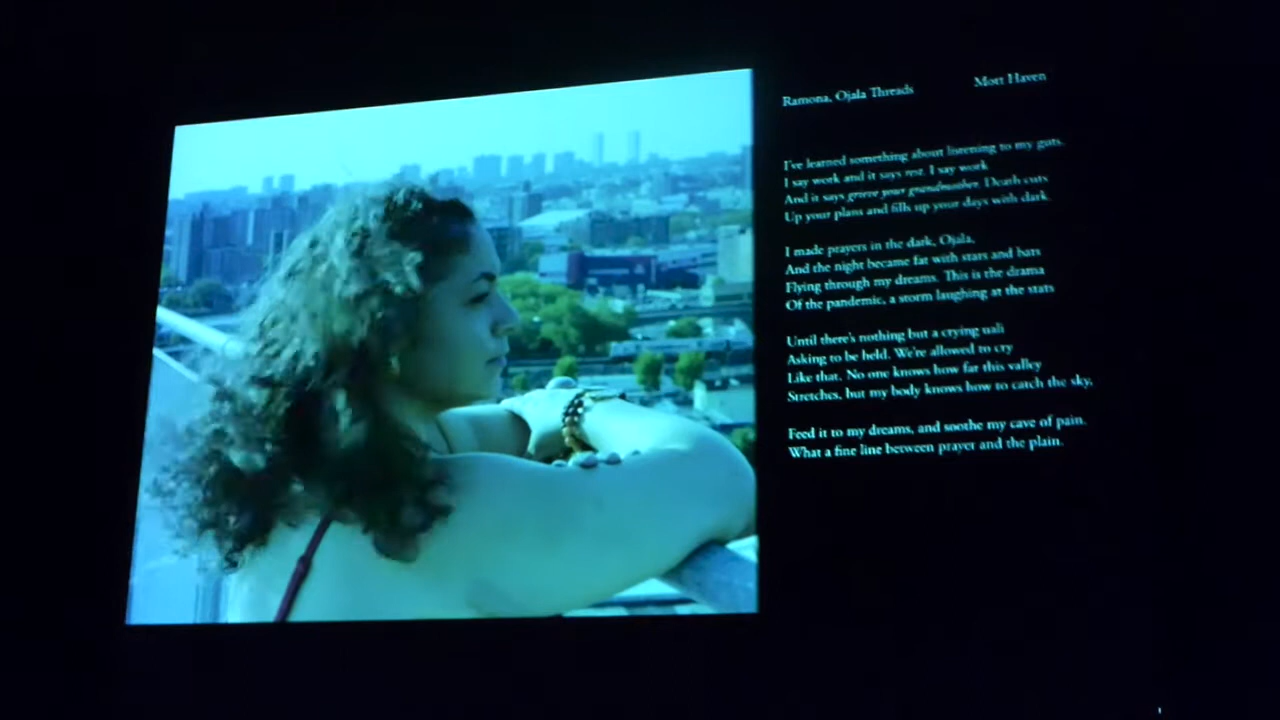 Ramona, Ojala Threads
Mott Haven
I've learned something about listening to my guts.
I say work and it says rest. I say work
And it says grieve your grandmother. Death cuts
Up your plans and fills up your days with dark.
I made prayers in the dark, Ojala,
And the night became fat with stars and bats
Flying through my dreams. This is the drama
Of the pandemic, a storm laughing at the stats
Until there's nothing but a crying uali
Asking to be held. We're allowed to cry
Like that. No one knows how far this valley
Stretches, but my body knows how to catch the sky,
Feed it to my dreams, and soothe my cave of pain.
What a fine line between prayer and the plain.